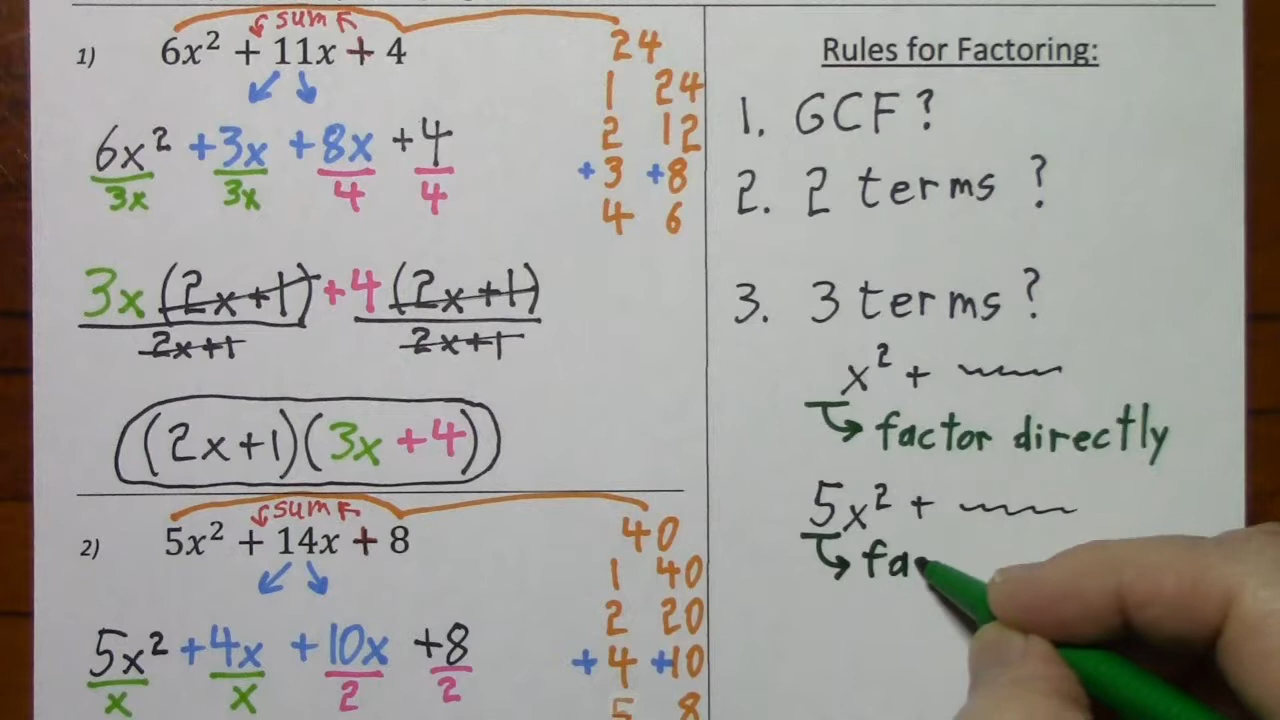 sum
1) 6x² + 11x + 4
24
1 24
2 12
+3 +8
4 6
6x² +3x +8x +4
3x 3x 4 4
3x(2x+1) +4(2x+1)
2x+1 2x+1
(2x+1)(3x+4)
sum
2) 5x² + 14x + 8
40
1 40
2 20
+4 +10
5 8
5x² +4x +10x +8
x x 2 2
Rules for Factoring:
1. GCF?
2. 2 terms?
3. 3 terms?
x² +
factor directly
5x² +
fa